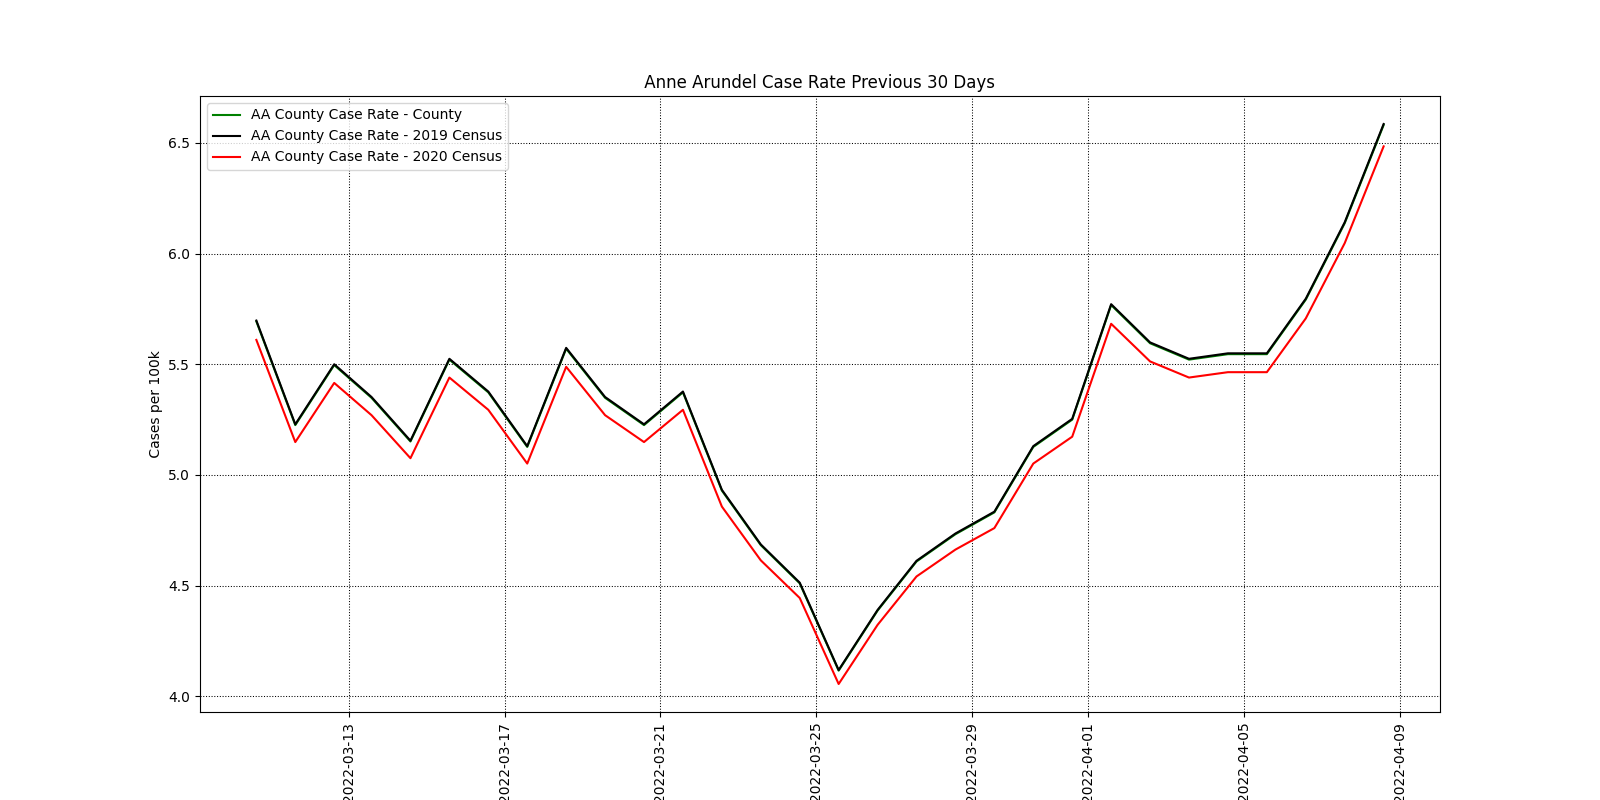 Anne Arundel Case Rate Previous 30 Days
AA County Case Rate - County
AA County Case Rate - 2019 Census
AA County Case Rate - 2020 Census
Cases per 100k
6.5
6.0
5.5
5.0
4.5
4.0
2022-03-13
2022-03-17
2022-03-21
2022-03-25
2022-03-29
2022-04-01
2022-04-05
2022-04-09